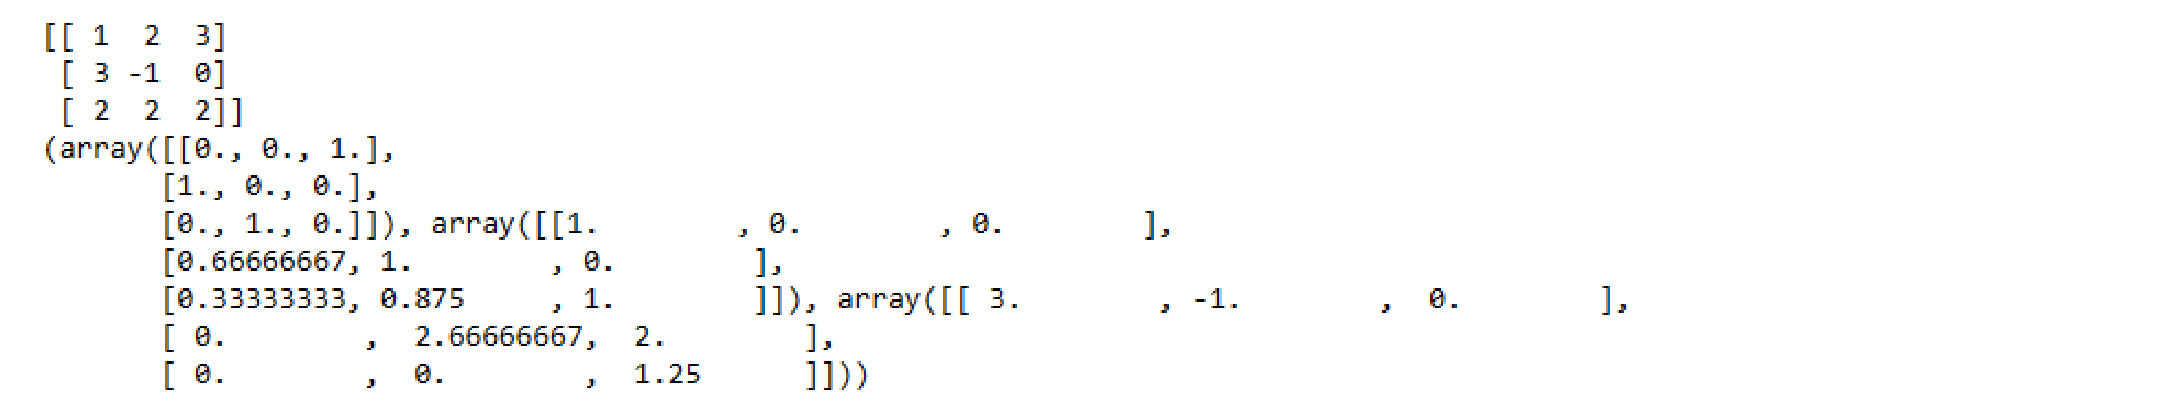 [[ 1  2  3]
 [ 3 -1  0]
 [ 2  2  2]]
(array([[0., 0., 1.],
       [1., 0., 0.],
       [0., 1., 0.]]), array([[1.        , 0.        , 0.        ],
       [0.66666667, 1.        , 0.        ],
       [0.33333333, 0.875     , 1.        ]]), array([[ 3.        , -1.        ,  0.        ],
       [ 0.        ,  2.66666667,  2.        ],
       [ 0.        ,  0.        ,  1.25      ]]))